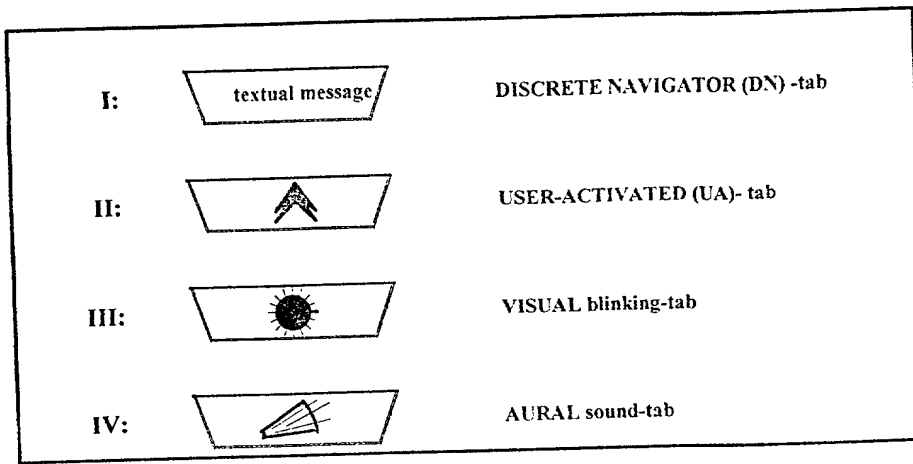 I: textual message DISCRETE NAVIGATOR (DN) -tab
II: USER-ACTIVATED (UA)- tab
III: VISUAL blinking-tab
IV: AURAL sound-tab